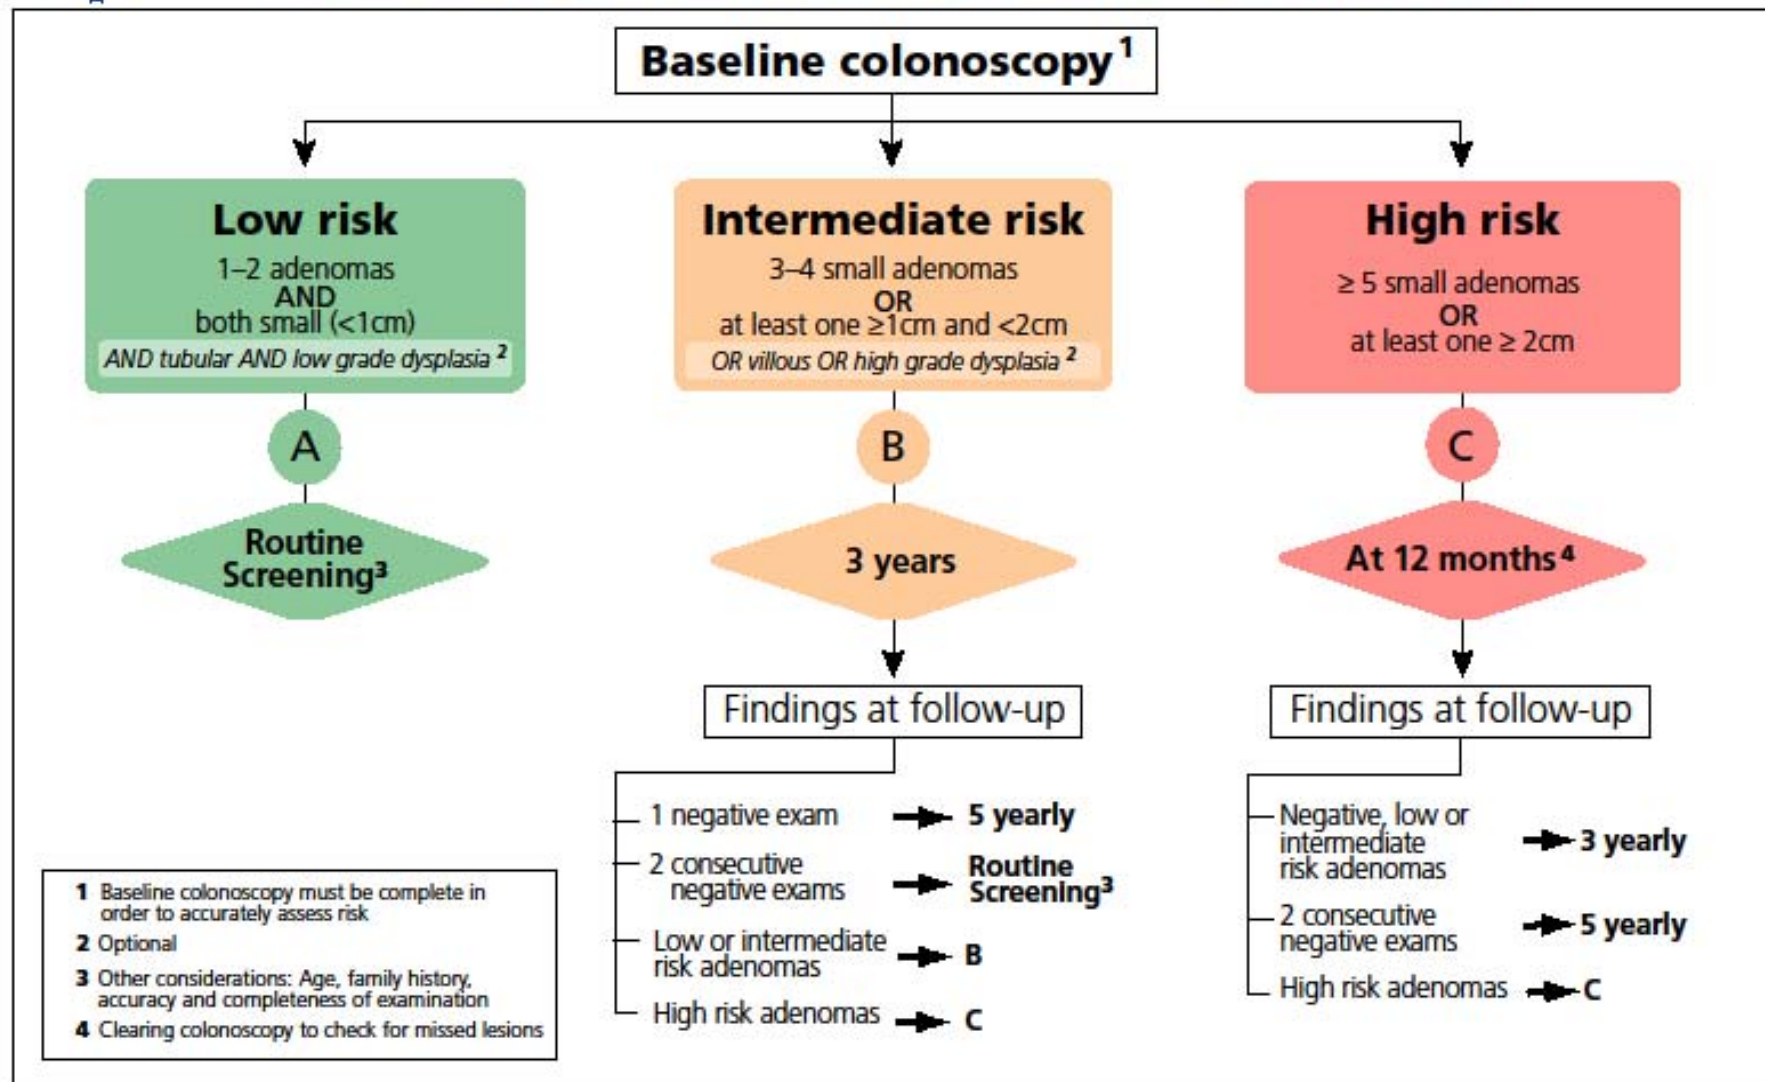 Baseline colonoscopy 1
Low risk
1–2 adenomas
AND
both small (<1cm)
AND tubular AND low grade dysplasia 2
A
Routine
Screening3
Intermediate risk
3–4 small adenomas
OR
at least one ≥1cm and <2cm
OR villous OR high grade dysplasia 2
B
3 years
Findings at follow-up
1 negative exam
5 yearly
2 consecutive
negative exams
Routine
Screening3
Low or intermediate
risk adenomas
B
High risk adenomas
C
High risk
≥ 5 small adenomas
OR
at least one ≥ 2cm
C
At 12 months4
Findings at follow-up
Negative, low or
intermediate
risk adenomas
3 yearly
2 consecutive
negative exams
5 yearly
High risk adenomas
C
1 Baseline colonoscopy must be complete in
order to accurately assess risk
2 Optional
3 Other considerations: Age, family history,
accuracy and completeness of examination
4 Clearing colonoscopy to check for missed lesions